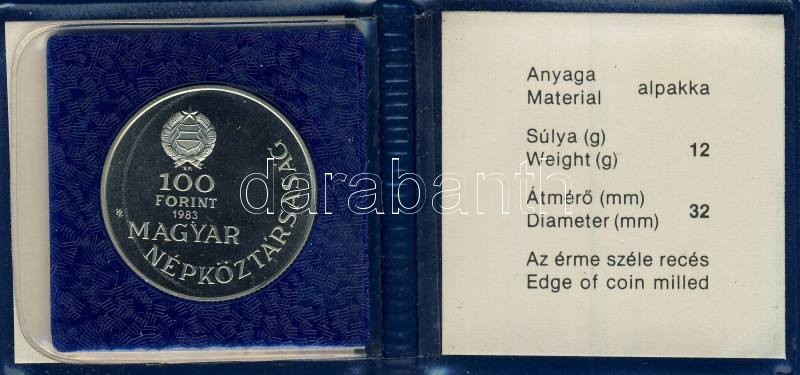 100
FORINT
1983
MAGYAR
NÉPKÖZTÁRSASÁG
Anyaga
Material alpakka
Súlya (g)
Weight (g) 12
Átmérő (mm)
Diameter (mm) 32
Az érme széle recés
Edge of coin milled
darabanth